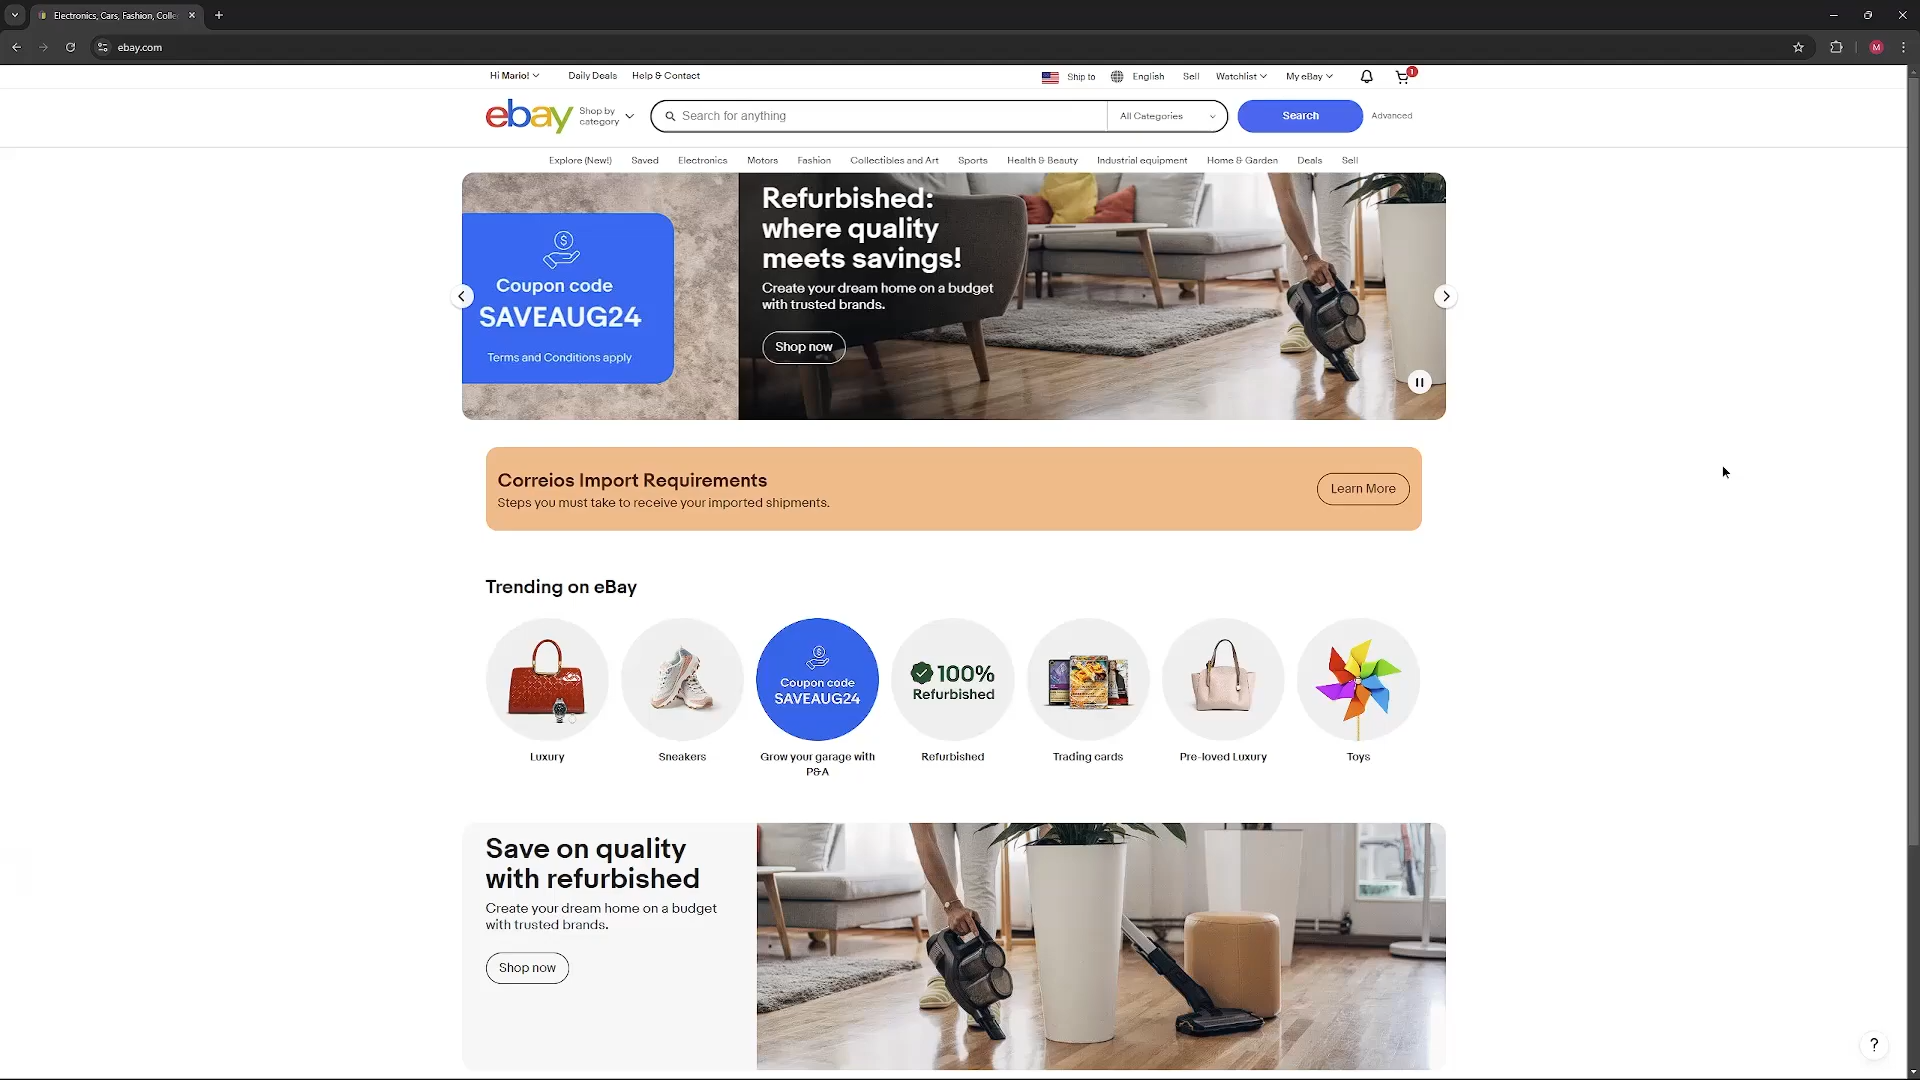 Electronics, Cars, Fashion, Colle
ebay.com
M
Hi Mario!
Daily Deals
Help & Contact
Ship to
English
Sell
Watchlist
My eBay
1
ebay
Shop by
category
Search for anything
All Categories
Search
Advanced
Explore (New!)
Saved
Electronics
Motors
Fashion
Collectibles and Art
Sports
Health & Beauty
Industrial equipment
Home & Garden
Deals
Sell
Coupon code
SAVEAUG24
Terms and Conditions apply
Refurbished:
where quality
meets savings!
Create your dream home on a budget
with trusted brands.
Shop now
Correios Import Requirements
Steps you must take to receive your imported shipments.
Learn More
Trending on eBay
Coupon code
SAVEAUG24
100%
Refurbished
Luxury
Sneakers
Grow your garage with
P&A
Refurbished
Trading cards
Pre-loved Luxury
Toys
Save on quality
with refurbished
Create your dream home on a budget
with trusted brands.
Shop now
?